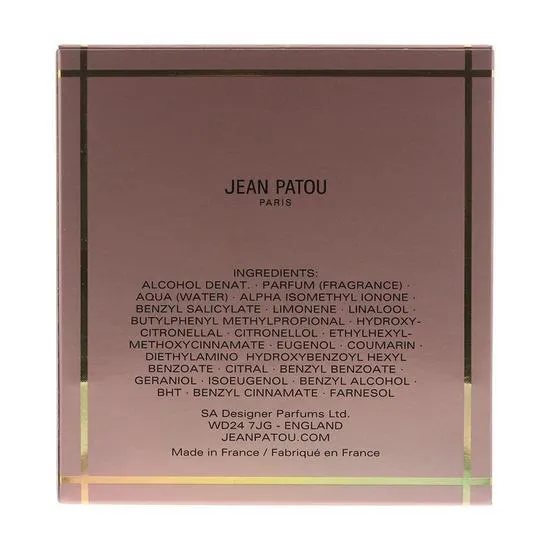 JEAN PATOU
PARIS
INGREDIENTS:
ALCOHOL DENAT. · PARFUM (FRAGRANCE) ·
AQUA (WATER) · ALPHA ISOMETHYL IONONE ·
BENZYL SALICYLATE · LIMONENE · LINALOOL ·
BUTYLPHENYL METHYLPROPIONAL · HYDROXY-
CITRONELLAL · CITRONELLOL · ETHYLHEXYL-
METHOXYCINNAMATE · EUGENOL · COUMARIN ·
DIETHYLAMINO HYDROXYBENZOYL HEXYL
BENZOATE · CITRAL · BENZYL BENZOATE ·
GERANIOL · ISOEUGENOL · BENZYL ALCOHOL ·
BHT · BENZYL CINNAMATE · FARNESOL
SA Designer Parfums Ltd.
WD24 7JG - ENGLAND
JEANPATOU.COM
Made in France / Fabriqué en France